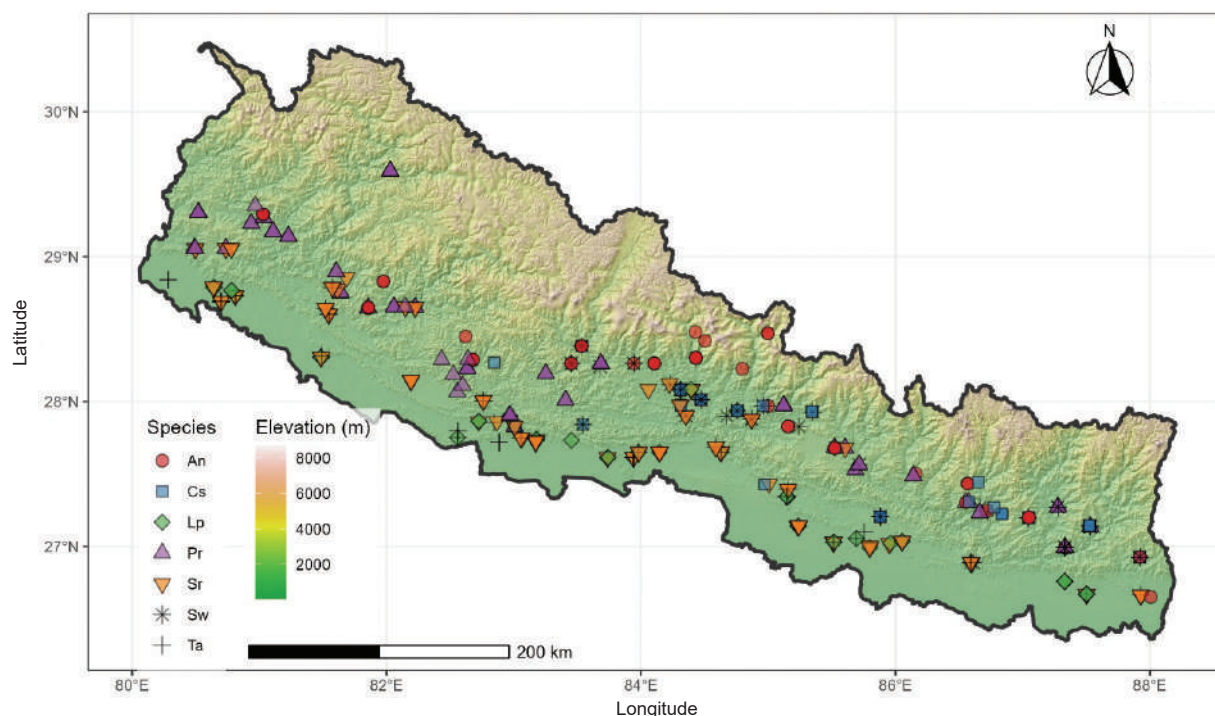 N
30°N
29°N
28°N
27°N
Latitude
Species
An
Cs
Lp
Pr
Sr
Sw
Ta
Elevation (m)
8000
6000
4000
2000
200 km
80°E
82°E
84°E
86°E
88°E
Longitude